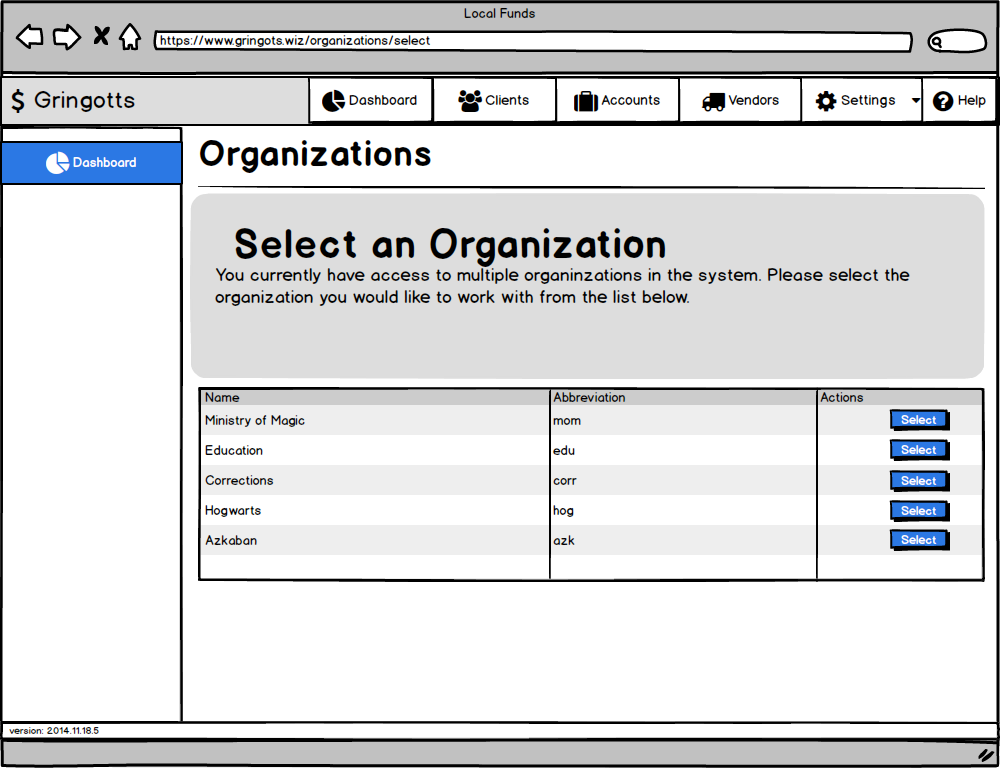 Local Funds
https://www.gringots.wiz/organizations/select
$ Gringotts
Dashboard
Clients
Accounts
Vendors
Settings
Help
Dashboard
Organizations
Select an Organization
You currently have access to multiple organinzations in the system. Please select the
organization you would like to work with from the list below.
Name Abbreviation Actions
Ministry of Magic mom Select
Education edu Select
Corrections corr Select
Hogwarts hog Select
Azkaban azk Select
version: 2014.11.18.5